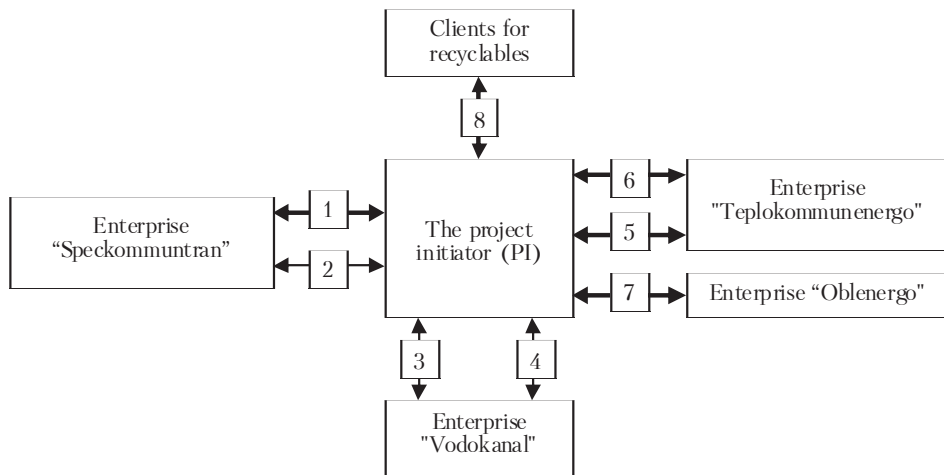 Clients for
recyclables
8
6
Enterprise
"Teplokommunenergo"
1
Enterprise
“Speckommuntran”
The project
initiator (PI)
5
2
7
Enterprise “Oblenergo"
3
4
Enterprise
"Vodokanal"